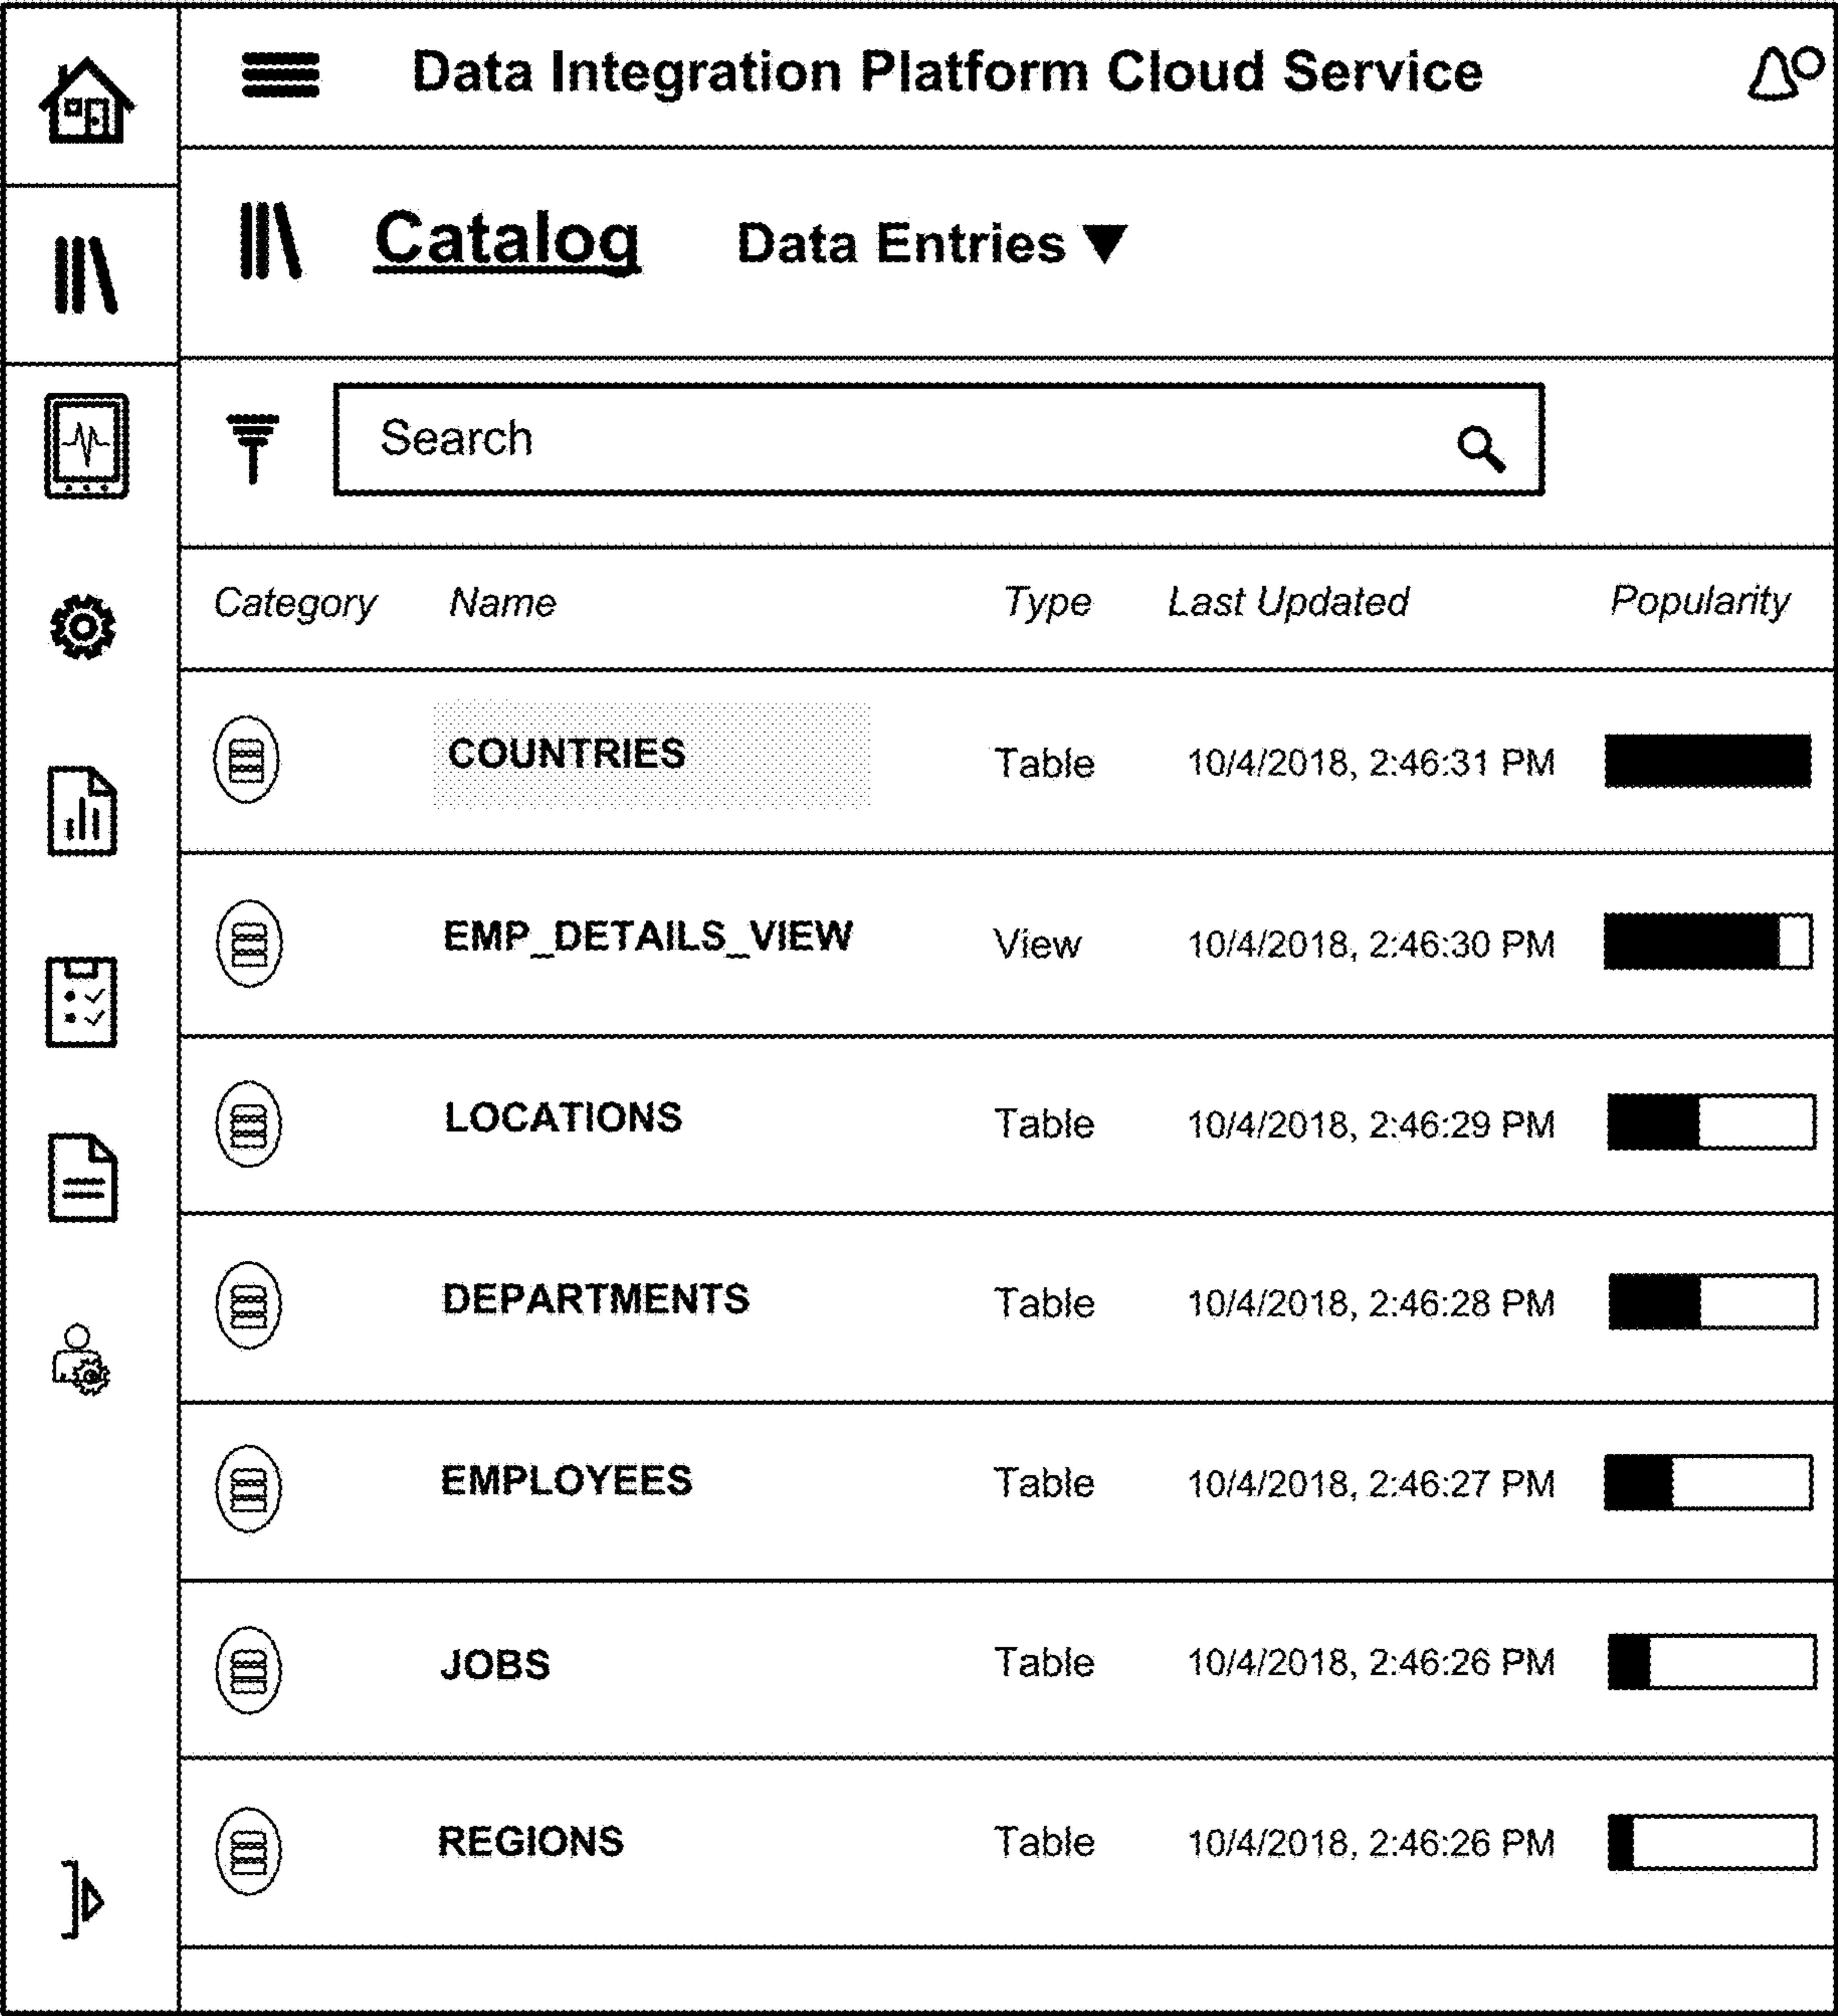 Data Integration Platform Cloud Service
Catalog Data Entries ▼
Search
Category Name Type Last Updated Popularity
COUNTRIES Table 10/4/2018, 2:46:31 PM
EMP_DETAILS_VIEW View 10/4/2018, 2:46:30 PM
LOCATIONS Table 10/4/2018, 2:46:29 PM
DEPARTMENTS Table 10/4/2018, 2:46:28 PM
EMPLOYEES Table 10/4/2018, 2:46:27 PM
JOBS Table 10/4/2018, 2:46:26 PM
REGIONS Table 10/4/2018, 2:46:26 PM